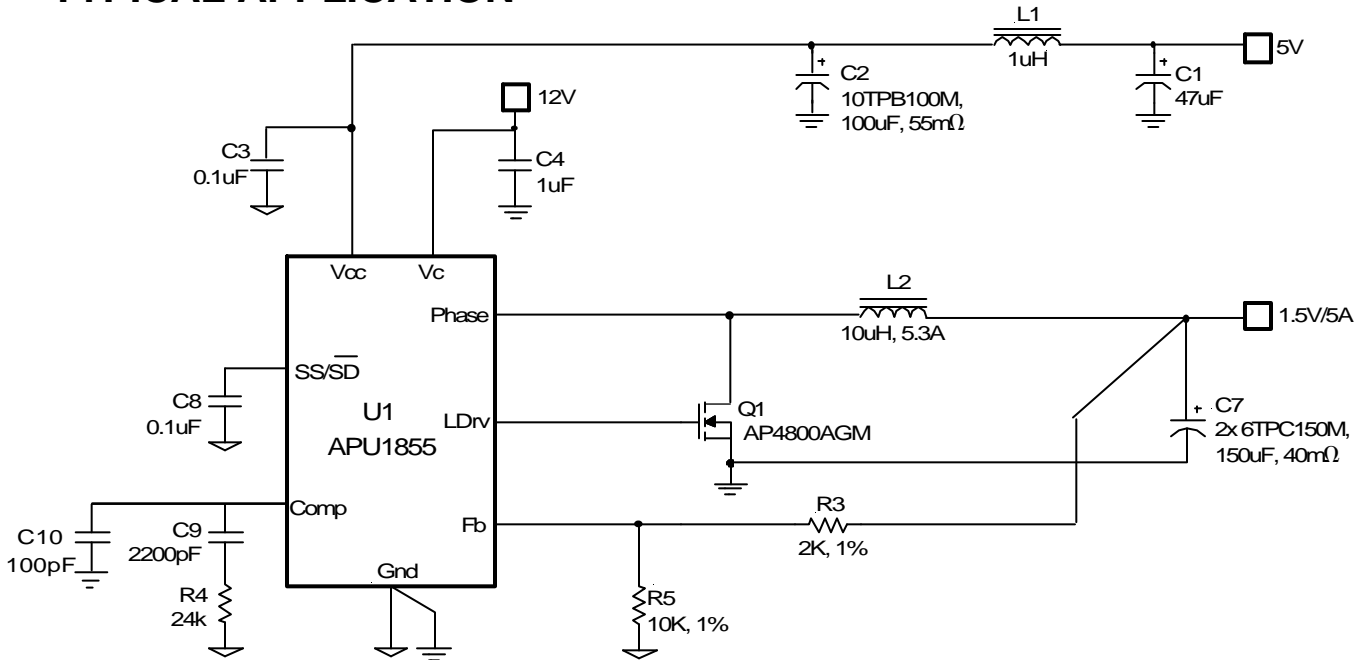 TYPICAL APPLICATION
L1
1uH
5V
+
C2
10TPB100M,
100uF, 55mΩ
+
C1
47uF
12V
C3
0.1uF
C4
1uF
Vcc
Vc
Phase
L2
10uH, 5.3A
1.5V/5A
SS/SD
C8
0.1uF
U1
APU1855
LDrv
Q1
AP4800AGM
+
C7
2x 6TPC150M,
150uF, 40mΩ
Comp
Fb
R3
2K, 1%
C10
100pF
C9
2200pF
Gnd
R4
24k
R5
10K, 1%